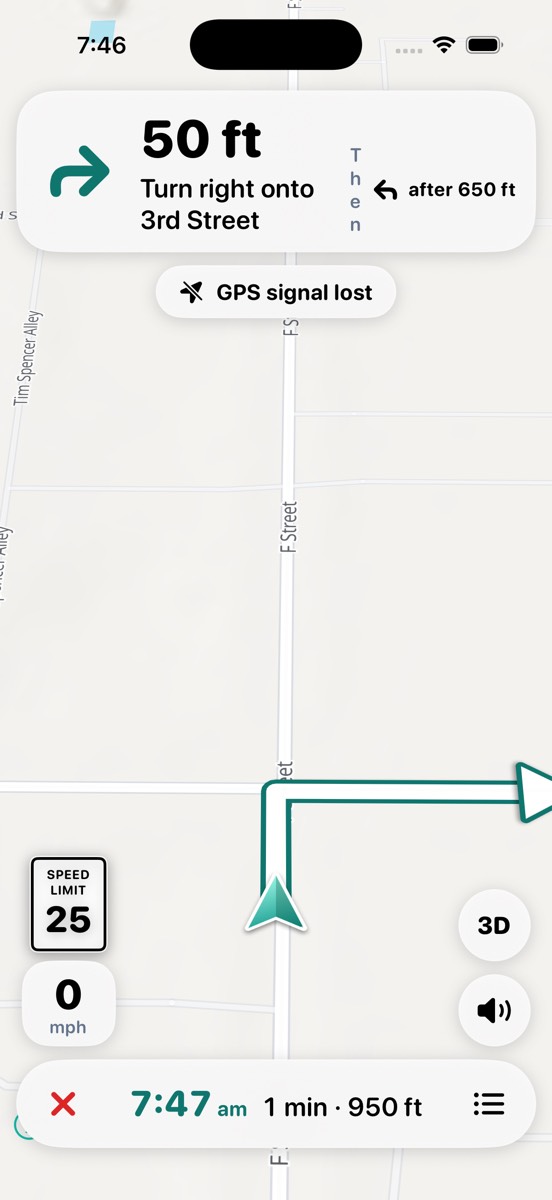 7:46
50 ft
Turn right onto
3rd Street
T
h
e
n
after 650 ft
GPS signal lost
Tim Spencer Alley
F Street
SPEED
LIMIT
25
0
mph
3D
7:47 am 1 min · 950 ft